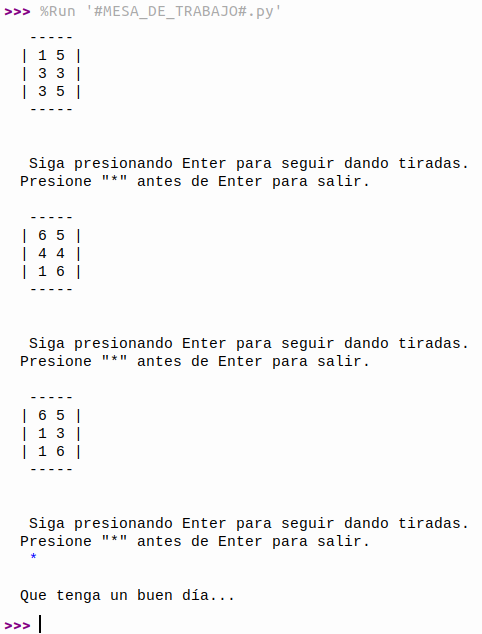 >>> %Run '#MESA_DE_TRABAJO#.py'
-----
| 1 5 |
| 3 3 |
| 3 5 |
-----
Siga presionando Enter para seguir dando tiradas.
Presione "*" antes de Enter para salir.
-----
| 6 5 |
| 4 4 |
| 1 6 |
-----
Siga presionando Enter para seguir dando tiradas.
Presione "*" antes de Enter para salir.
-----
| 6 5 |
| 1 3 |
| 1 6 |
-----
Siga presionando Enter para seguir dando tiradas.
Presione "*" antes de Enter para salir.
*
Que tenga un buen día...
>>>